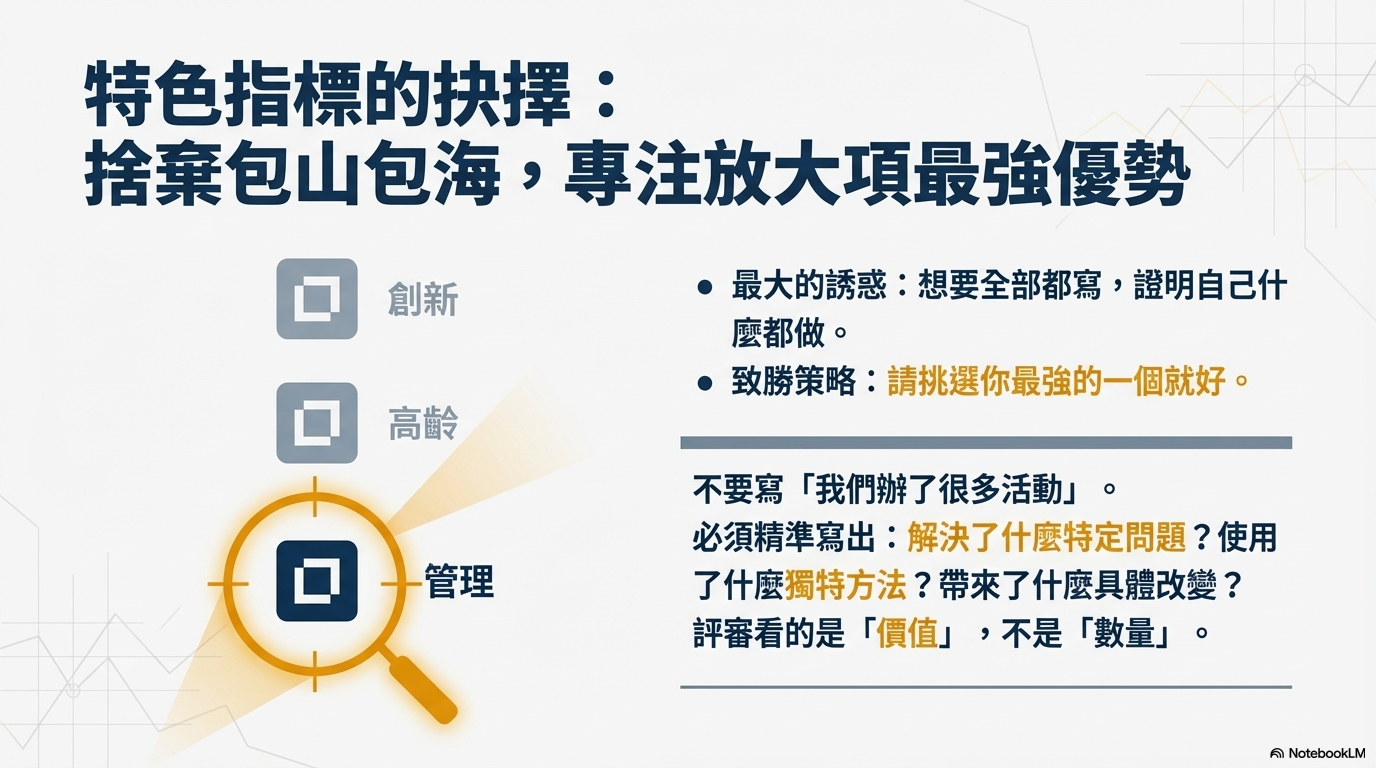 特色指標的抉擇：
捨棄包山包海，專注放大項最強優勢
創新
高齡
管理
• 最大的誘惑：想要全部都寫，證明自己什
麼都做。
• 致勝策略：請挑選你最強的一個就好。
不要寫「我們辦了很多活動」。
必須精準寫出：解決了什麼特定問題？使用
了什麼獨特方法？帶來了什麼具體改變？
評審看的是「價值」，不是「數量」。
NotebookLM